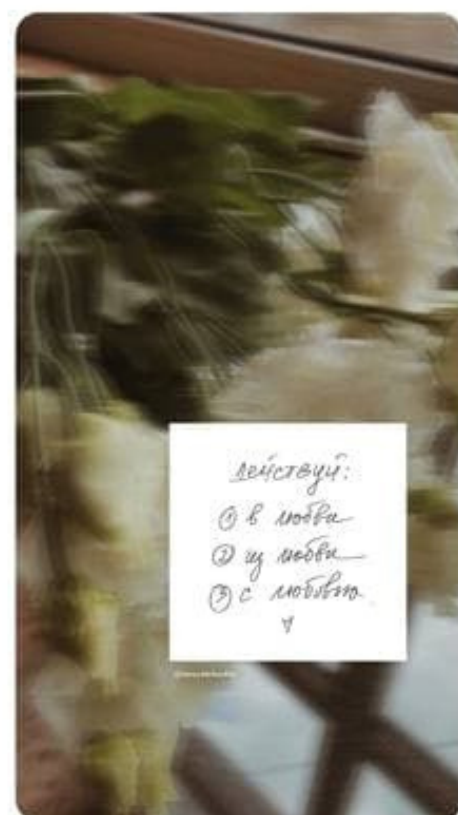 действуй:
① в любви
② из любви
③ с любовью